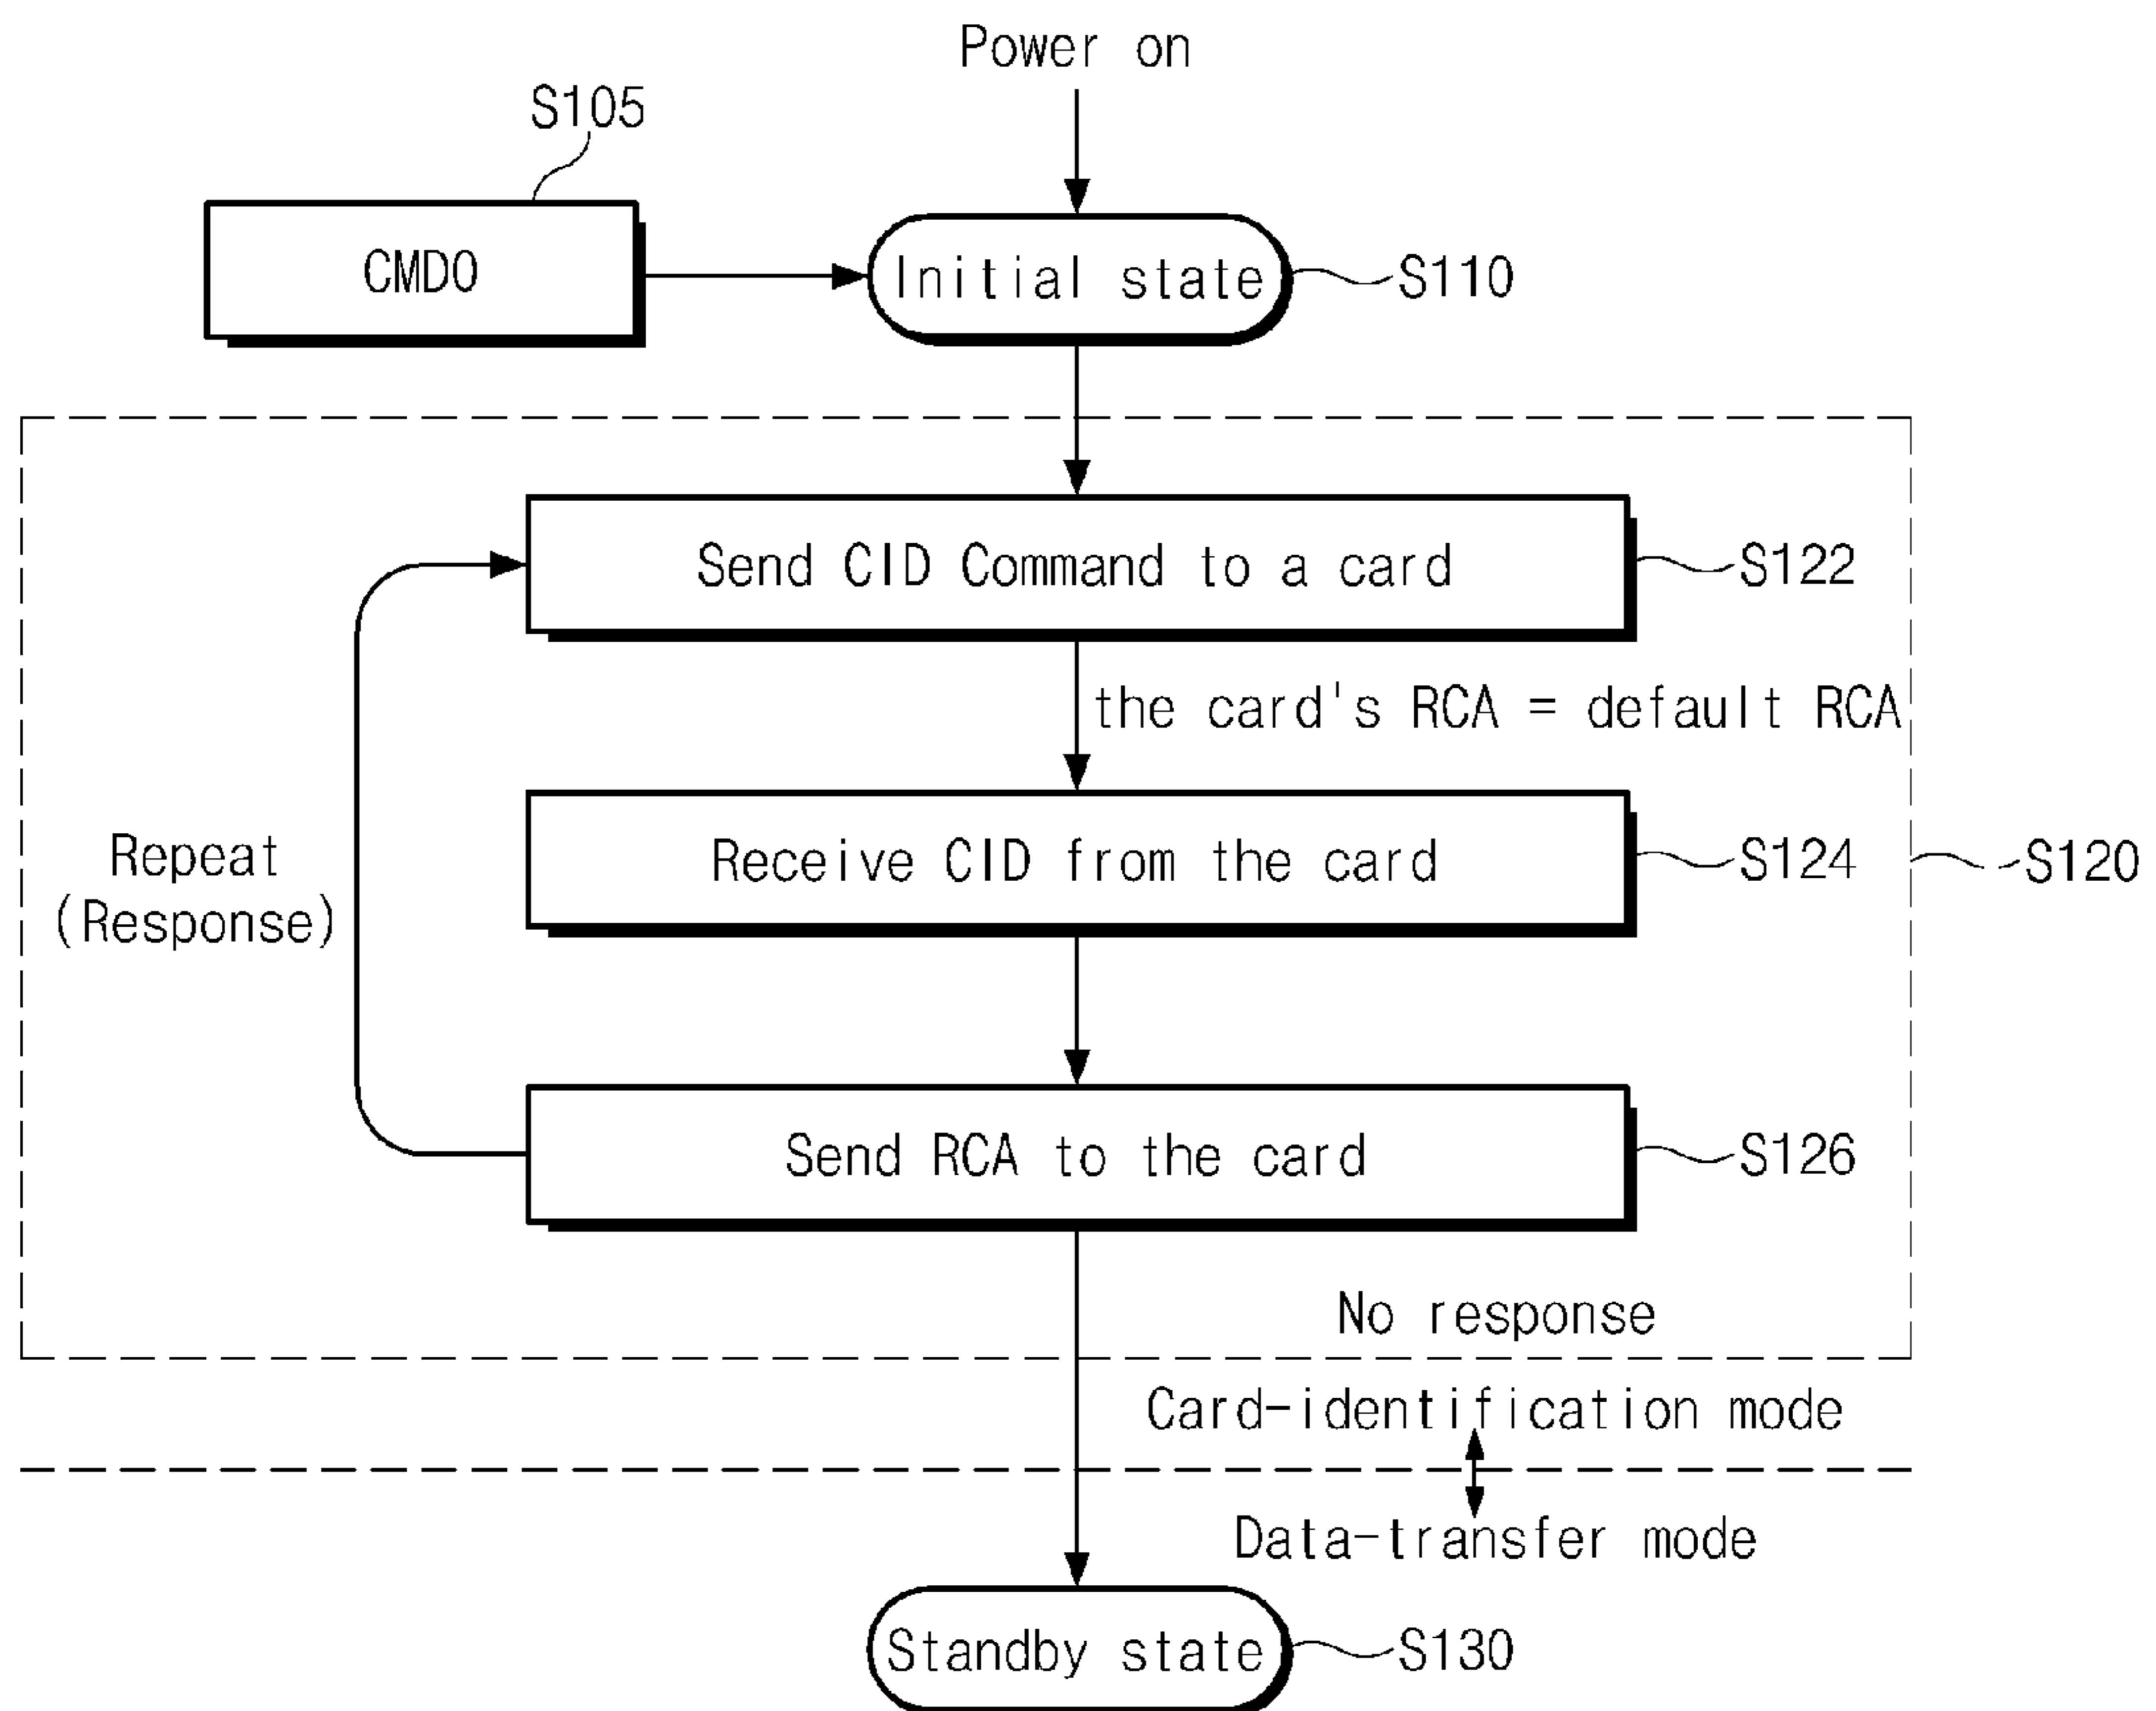 Power on
S105
CMD0
Initial state
S110
Send CID Command to a card
S122
the card's RCA = default RCA
Repeat
(Response)
Receive CID from the card
S124
S120
Send RCA to the card
S126
No response
Card-identification mode
Data-transfer mode
Standby state
S130